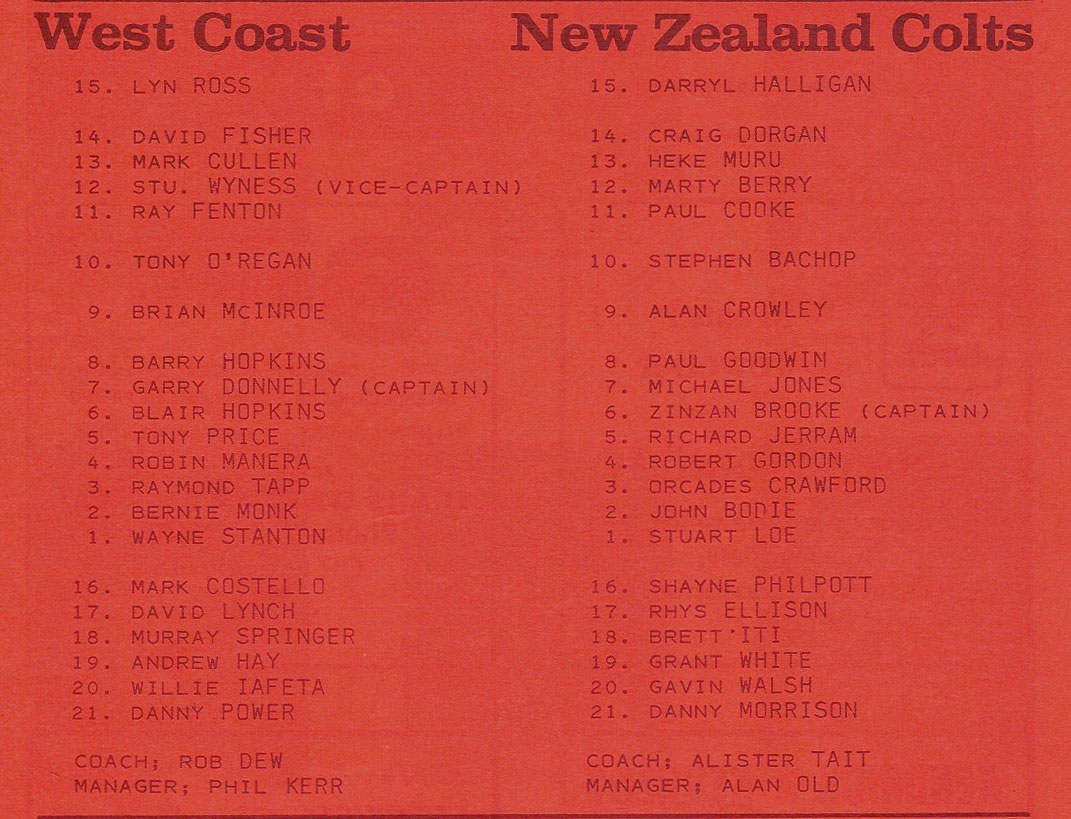 West Coast
15. LYN ROSS
14. DAVID FISHER
13. MARK CULLEN
12. STU. WYNESS (VICE-CAPTAIN)
11. RAY FENTON
10. TONY O'REGAN
9. BRIAN McINROE
8. BARRY HOPKINS
7. GARRY DONNELLY (CAPTAIN)
6. BLAIR HOPKINS
5. TONY PRICE
4. ROBIN MANERA
3. RAYMOND TAPP
2. BERNIE MONK
1. WAYNE STANTON
16. MARK COSTELLO
17. DAVID LYNCH
18. MURRAY SPRINGER
19. ANDREW HAY
20. WILLIE IAFETA
21. DANNY POWER
COACH; ROB DEW
MANAGER; PHIL KERR
New Zealand Colts
15. DARRYL HALLIGAN
14. CRAIG DORGAN
13. HEKE MURU
12. MARTY BERRY
11. PAUL COOKE
10. STEPHEN BACHOP
9. ALAN CROWLEY
8. PAUL GOODWIN
7. MICHAEL JONES
6. ZINZAN BROOKE (CAPTAIN)
5. RICHARD JERRAM
4. ROBERT GORDON
3. ORCADES CRAWFORD
2. JOHN BODIE
1. STUART LOE
16. SHAYNE PHILPOTT
17. RHYS ELLISON
18. BRETT'ITI
19. GRANT WHITE
20. GAVIN WALSH
21. DANNY MORRISON
COACH; ALISTER TAIT
MANAGER; ALAN OLD